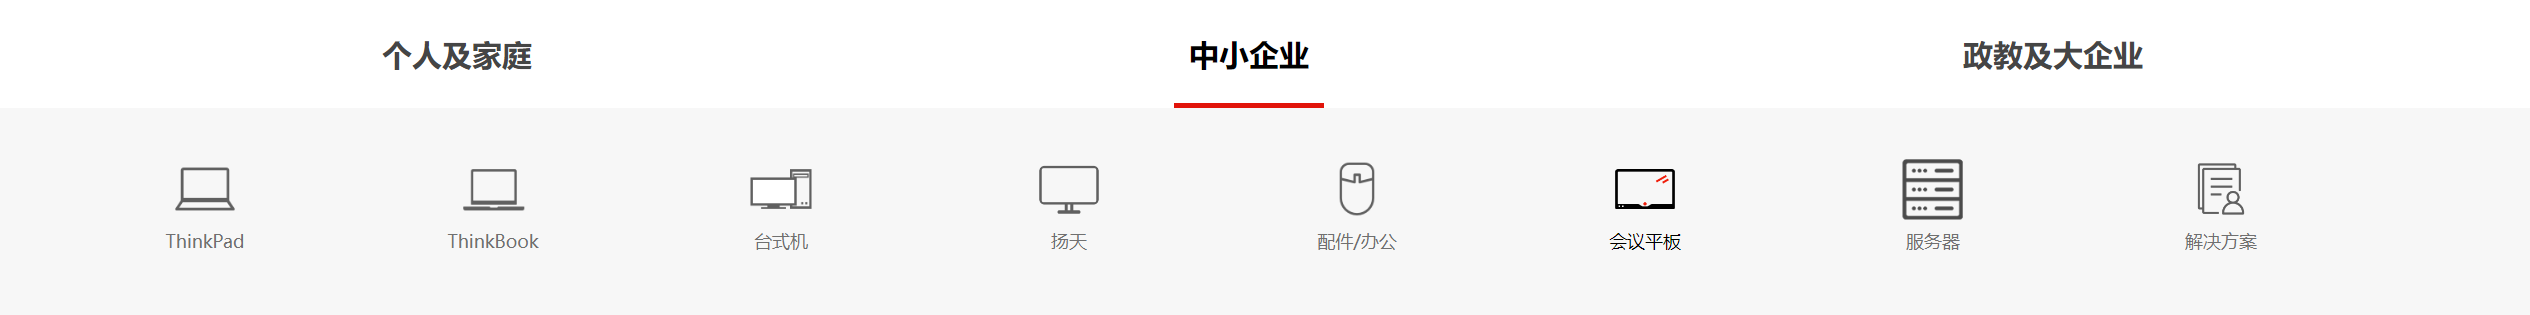 个人及家庭 中小企业 政教及大企业
ThinkPad ThinkBook 台式机 扬天 配件/办公 会议平板 服务器 解决方案